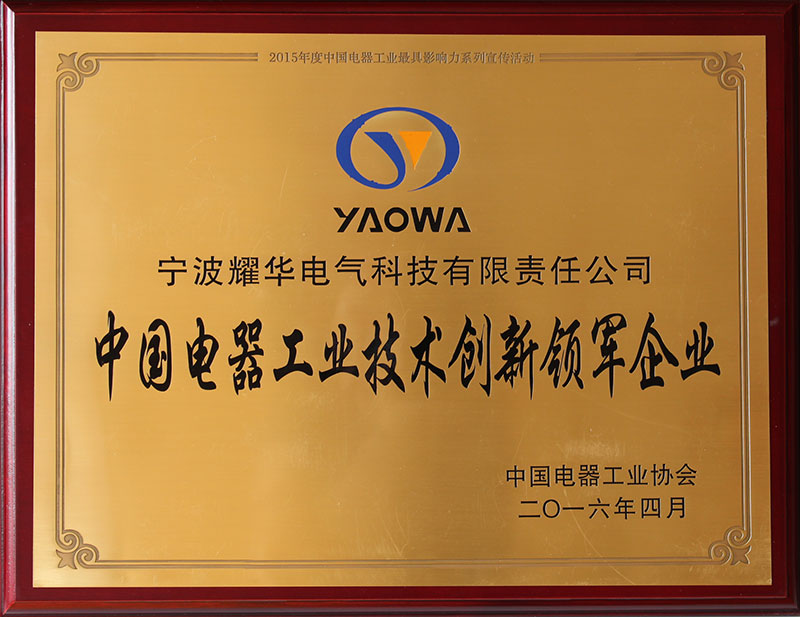 2015年度中国电器工业最具影响力系列宣传活动
YAOWA
宁波耀华电气科技有限责任公司
中国电器工业技术创新领军企业
中国电器工业协会
二〇一六年四月